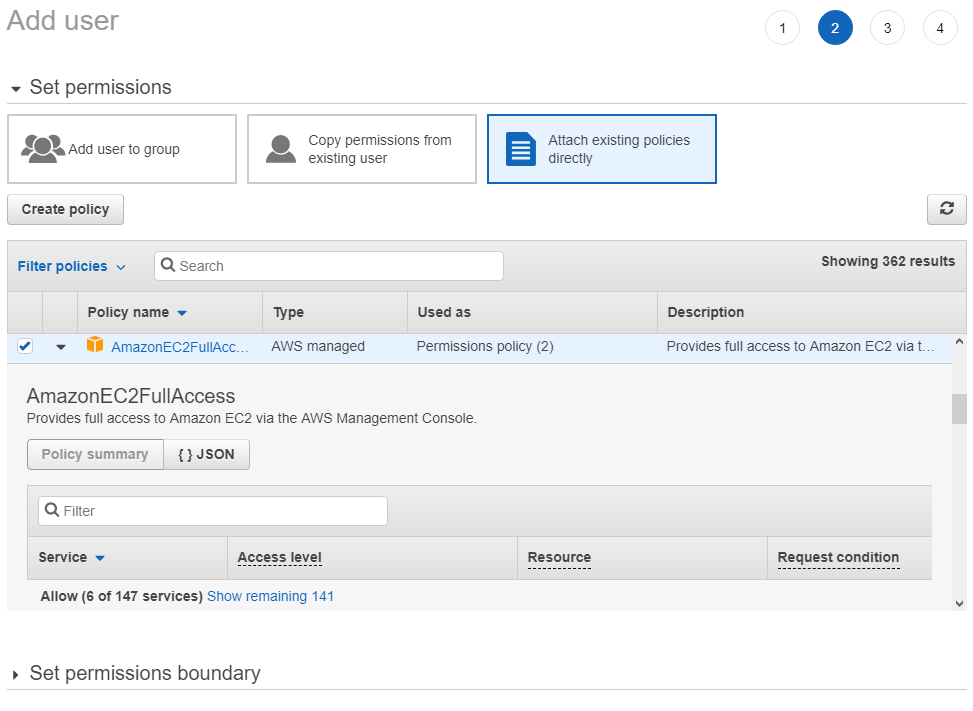 Add user
1 2 3 4
Set permissions
Add user to group
Copy permissions from
existing user
Attach existing policies
directly
Create policy
Filter policies
Search
Showing 362 results
Policy name Type Used as Description
AmazonEC2FullAcc… AWS managed Permissions policy (2) Provides full access to Amazon EC2 via t…
AmazonEC2FullAccess
Provides full access to Amazon EC2 via the AWS Management Console.
Policy summary { } JSON
Filter
Service Access level Resource Request condition
Allow (6 of 147 services) Show remaining 141
Set permissions boundary